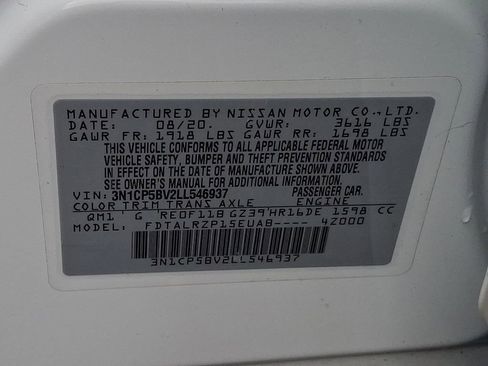 MANUFACTURED BY NISSAN MOTOR CO., LTD.
DATE: 08/20. GVWR: 3616 LBS
GAWR FR: 1918 LBS GAWR RR: 1698 LBS
THIS VEHICLE CONFORMS TO ALL APPLICABLE FEDERAL MOTOR
VEHICLE SAFETY, BUMPER AND THEFT PREVENTION STANDARDS
IN EFFECT ON THE DATE OF MANUFACTURE SHOWN ABOVE.
SEE OWNER'S MANUAL FOR ADDITIONAL INFORMATION
VIN: 3N1CP5BV2LL546937 PASSENGER CAR.
COLOR TRIM TRANS AXLE ENGINE
QM1 G RE0F11B GZ39 HR16DE 1598 CC
MODEL: FDTALRZP15EUAB---- 4Z000
3N1CP5BV2LL546937